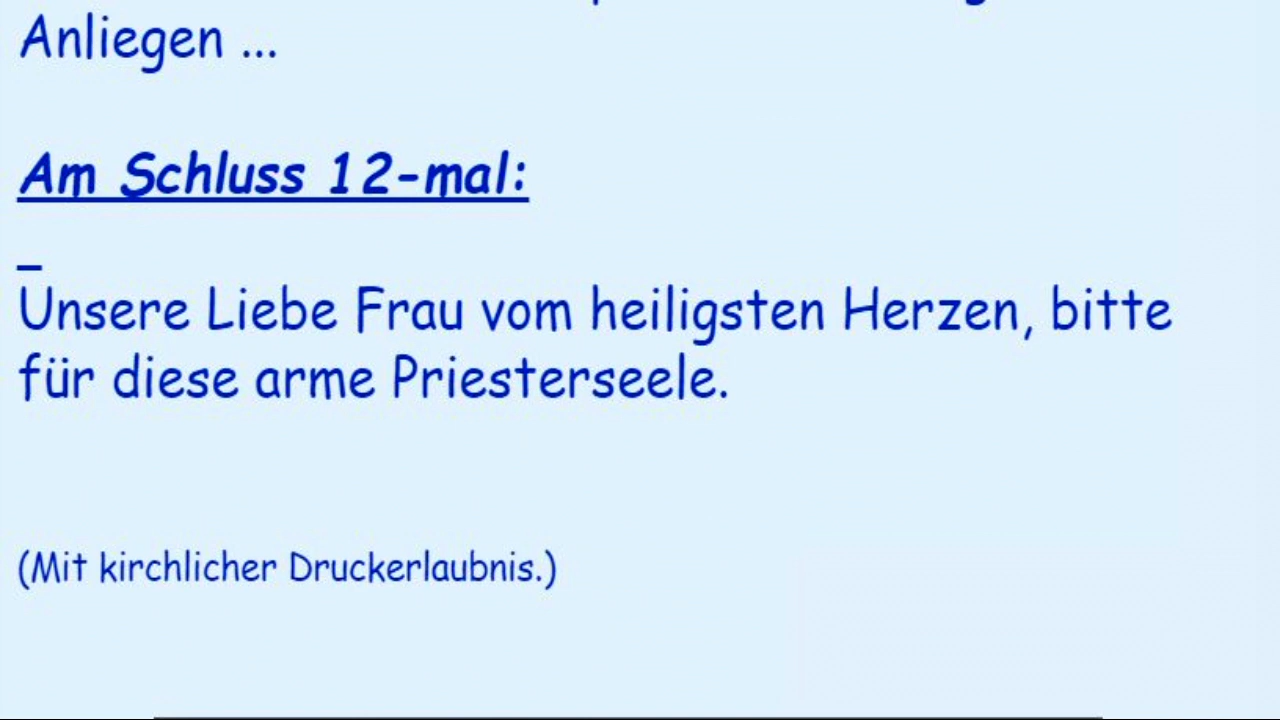 Anliegen ...
Am Schluss 12-mal:
_
Unsere Liebe Frau vom heiligsten Herzen, bitte
für diese arme Priesterseele.
(Mit kirchlicher Druckerlaubnis.)